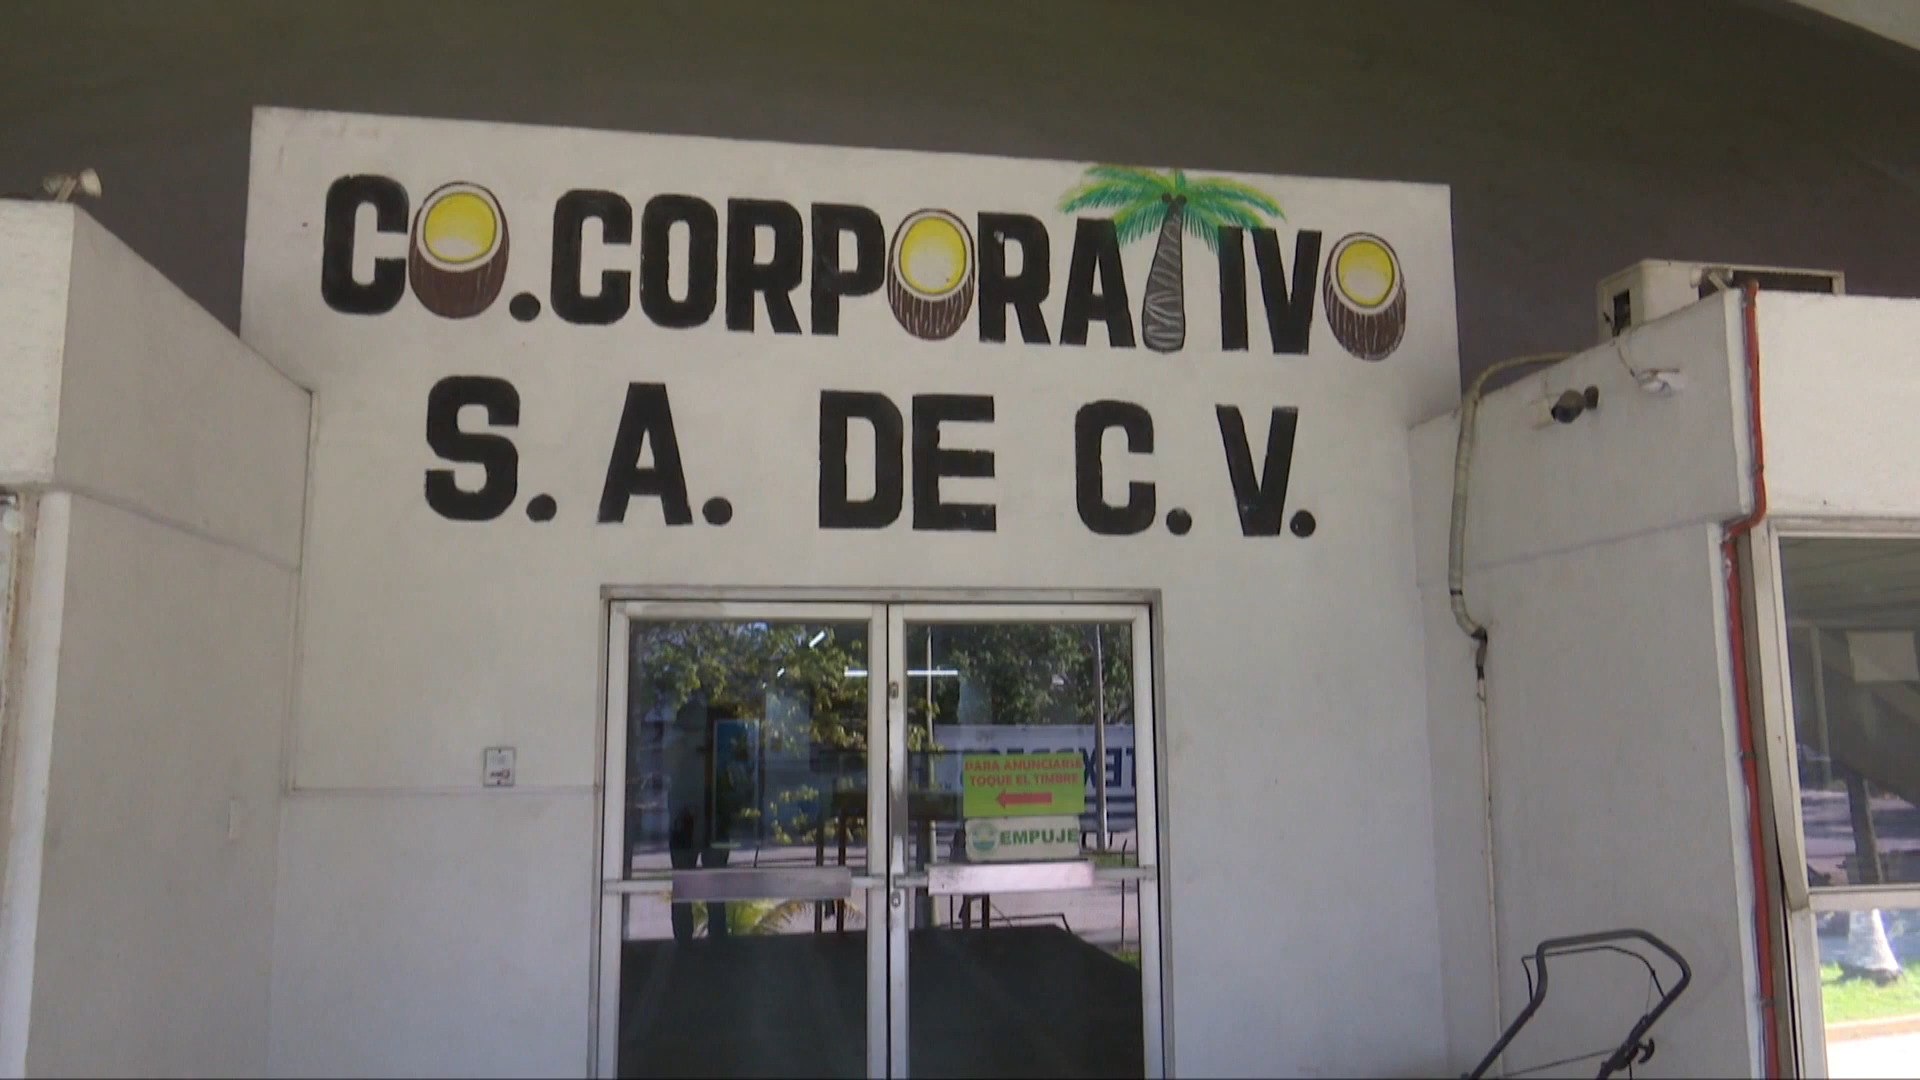 CO.CORPORATIVO
S.A. DE C.V.
PARA ANUNCIARSE
TOQUE EL TIMBRE
EMPUJE